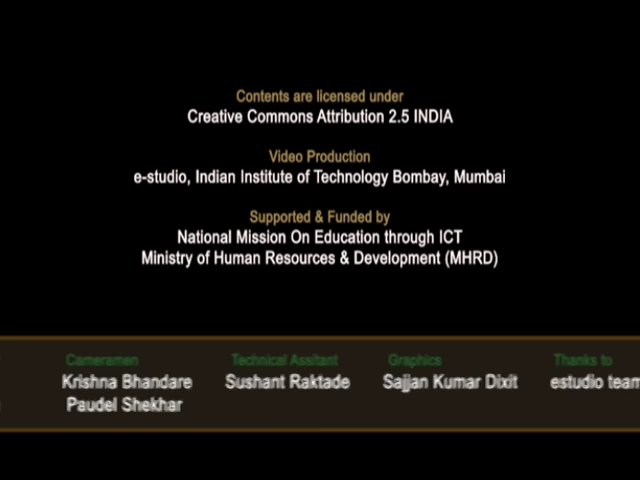 Contents are licensed under
Creative Commons Attribution 2.5 INDIA
Video Production
e-studio, Indian Institute of Technology Bombay, Mumbai
Supported & Funded by
National Mission On Education through ICT
Ministry of Human Resources & Development (MHRD)
Cameramen
Krishna Bhandare
Paudel Shekhar
Technical Assitant
Sushant Raktade
Graphics
Sajjan Kumar Dixit
Thanks to
estudio team